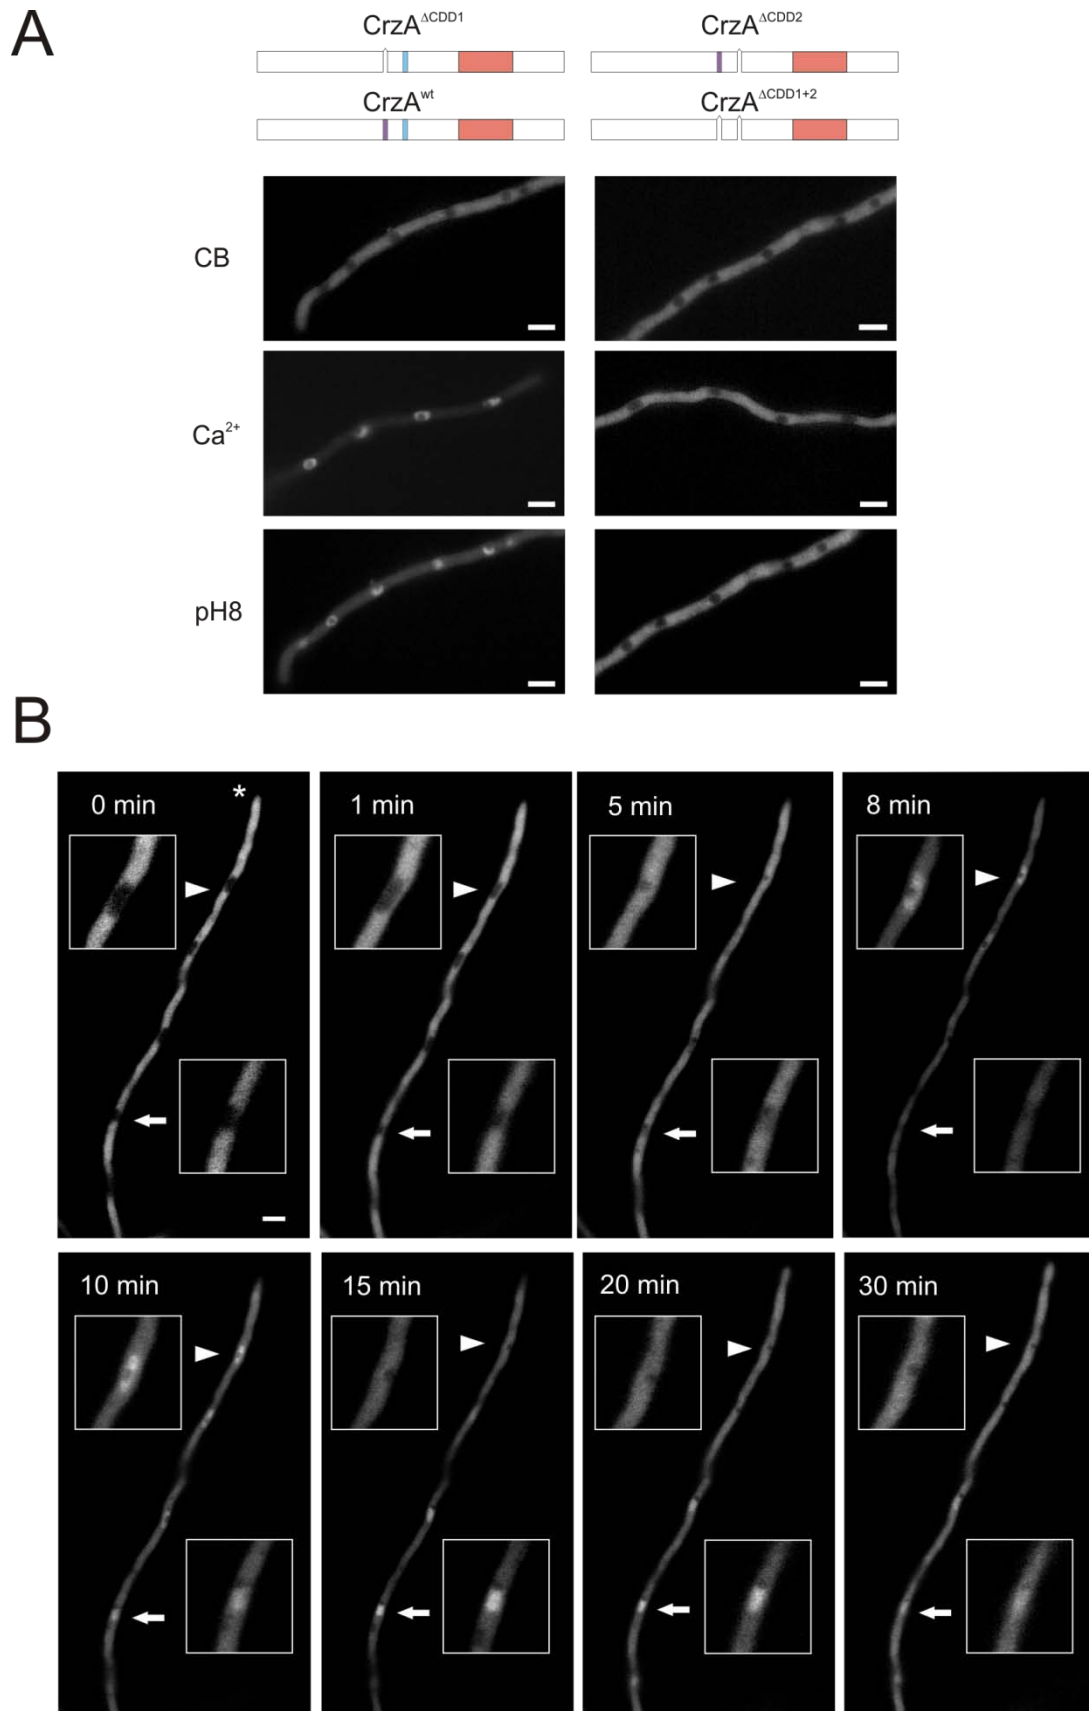 A
CrzA^ΔCDD1 CrzA^ΔCDD2
CrzA^wt CrzA^ΔCDD1+2
CB
Ca²⁺
pH8
B
0 min * 1 min 5 min 8 min
10 min 15 min 20 min 30 min